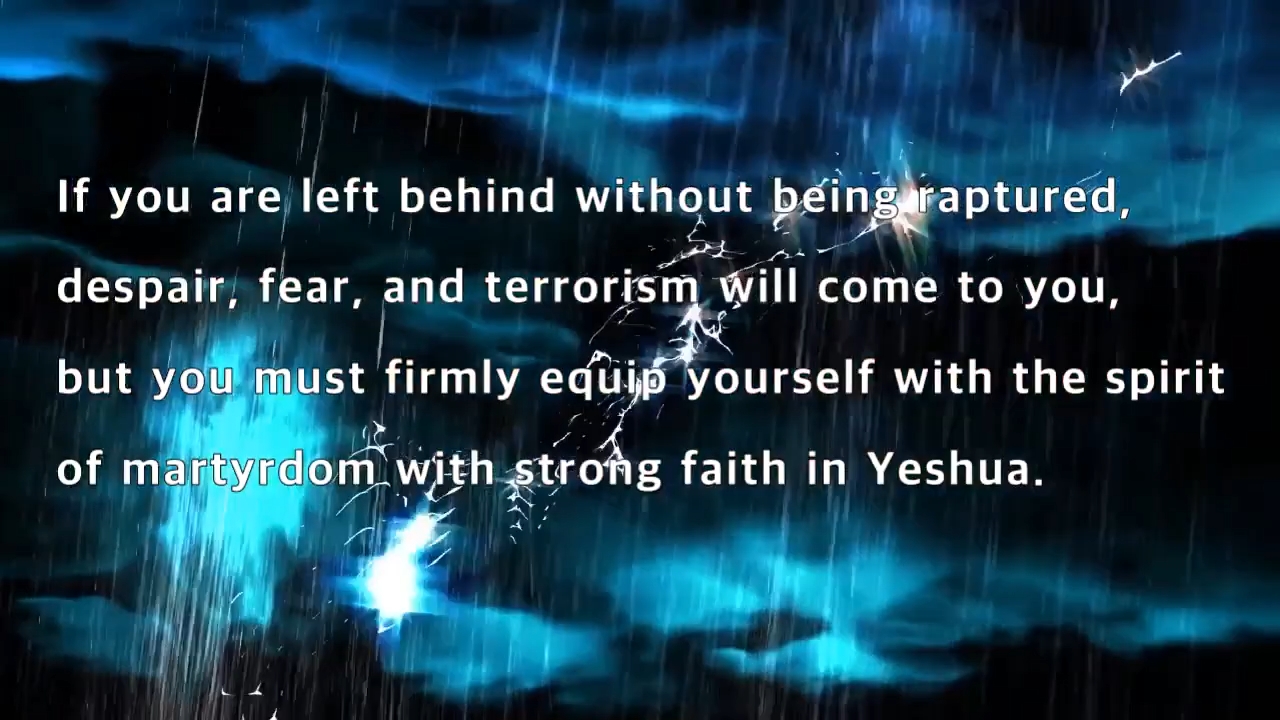 If you are left behind without being raptured,
despair, fear, and terrorism will come to you,
but you must firmly equip yourself with the spirit
of martyrdom with strong faith in Yeshua.